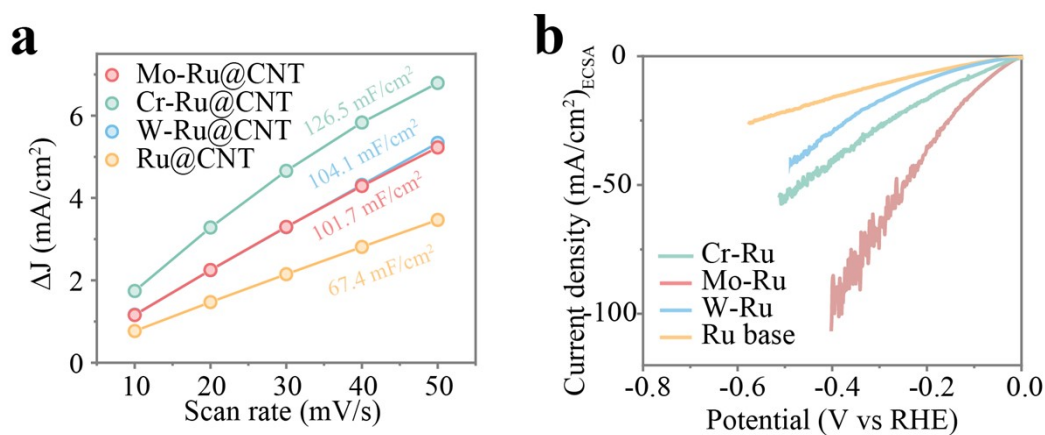 a
Mo-Ru@CNT
Cr-Ru@CNT
W-Ru@CNT
Ru@CNT
126.5 mF/cm²
104.1 mF/cm²
101.7 mF/cm²
67.4 mF/cm²
ΔJ (mA/cm²)
6
4
2
0
10 20 30 40 50
Scan rate (mV/s)
b
Current density (mA/cm²)ECSA
0
-50
-100
Cr-Ru
Mo-Ru
W-Ru
Ru base
-0.8 -0.6 -0.4 -0.2 0.0
Potential (V vs RHE)